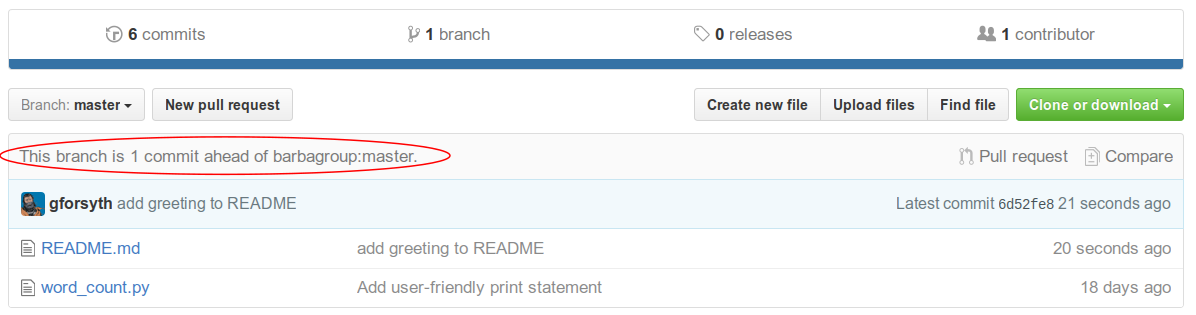 6 commits 1 branch 0 releases 1 contributor
Branch: master New pull request Create new file Upload files Find file Clone or download
This branch is 1 commit ahead of barbagroup:master. Pull request Compare
gforsyth add greeting to README Latest commit 6d52fe8 21 seconds ago
README.md add greeting to README 20 seconds ago
word_count.py Add user-friendly print statement 18 days ago